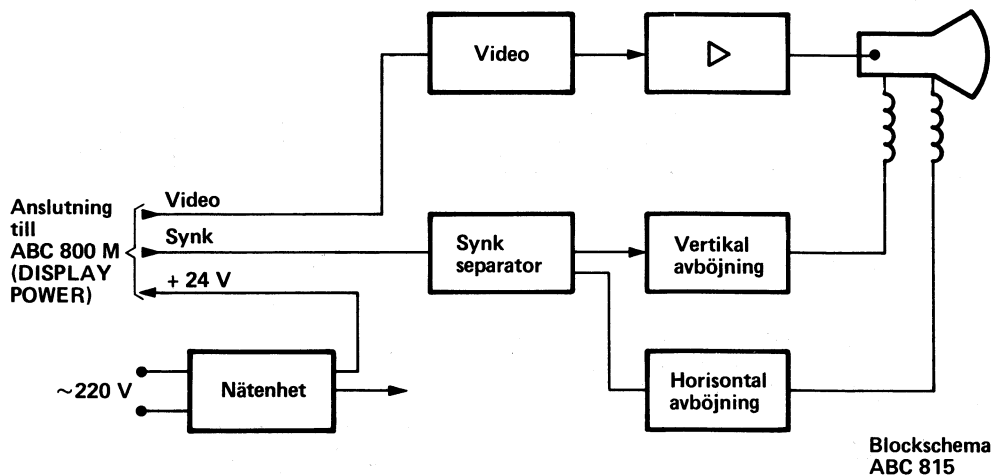 Video
Anslutning
till
ABC 800 M
(DISPLAY
POWER)
Video
Synk
+ 24 V
Synk
separator
Vertikal
avböjning
~220 V
Nätenhet
Horisontal
avböjning
Blockschema
ABC 815